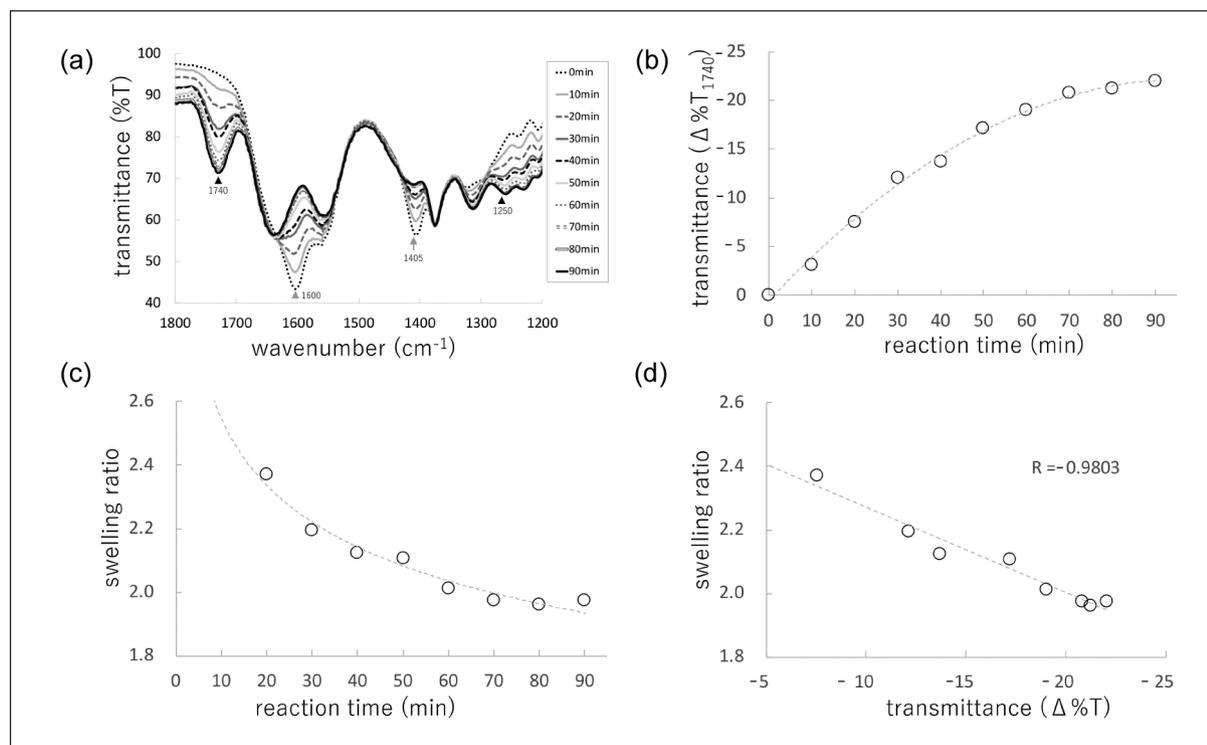 (a)
transmittance (%T)
100
90
80
70
60
50
40
1740
1600
1405
1250
1800 1700 1600 1500 1400 1300 1200
wavenumber (cm⁻¹)
0min
10min
20min
30min
40min
50min
60min
70min
80min
90min
(b)
transmittance (Δ%T₁₇₄₀)
-25
-20
-15
-10
-5
0
0 10 20 30 40 50 60 70 80 90
reaction time (min)
(c)
swelling ratio
2.6
2.4
2.2
2.0
1.8
0 10 20 30 40 50 60 70 80 90
reaction time (min)
(d)
swelling ratio
2.6
2.4
2.2
2.0
1.8
R =-0.9803
-5 -10 -15 -20 -25
transmittance (Δ%T)